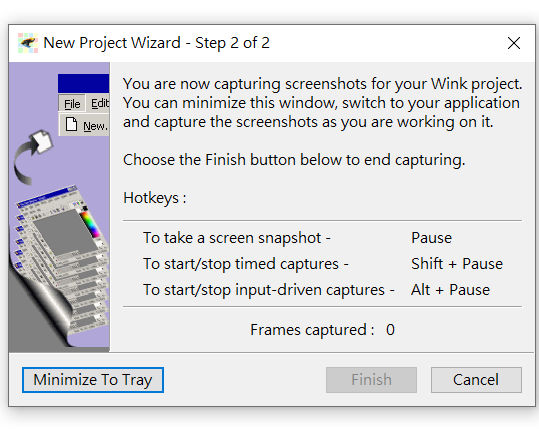 New Project Wizard - Step 2 of 2
File Edit
New.
You are now capturing screenshots for your Wink project.
You can minimize this window, switch to your application
and capture the screenshots as you are working on it.
Choose the Finish button below to end capturing.
Hotkeys :
To take a screen snapshot - Pause
To start/stop timed captures - Shift + Pause
To start/stop input-driven captures - Alt + Pause
Frames captured : 0
Minimize To Tray Finish Cancel